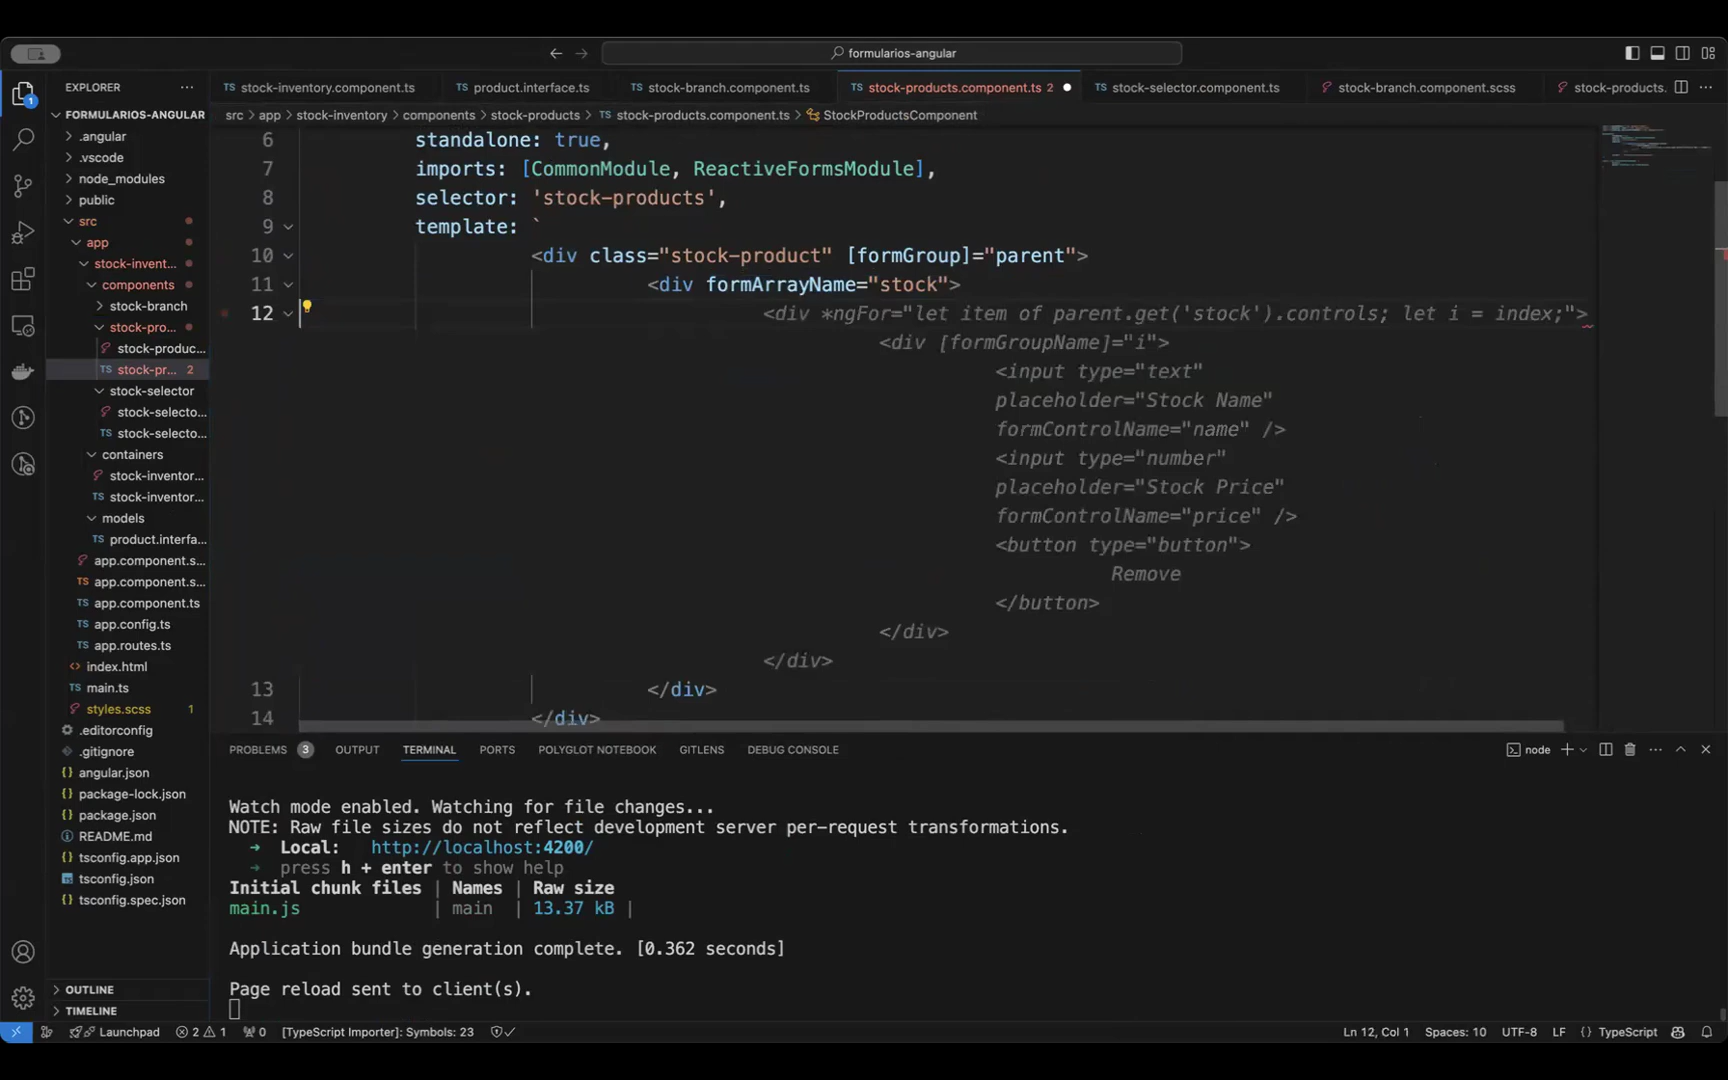 formularios-angular
EXPLORER
stock-inventory.component.ts
product.interface.ts
stock-branch.component.ts
stock-products.component.ts 2
stock-selector.component.ts
stock-branch.component.scss
stock-products.
src > app > stock-inventory > components > stock-products > stock-products.component.ts > StockProductsComponent
1
FORMULARIOS-ANGULAR
.angular
.vscode
node_modules
public
src
app
stock-invent...
components
stock-branch
stock-pro...
stock-produc...
stock-pr... 2
stock-selector
stock-selecto...
stock-selecto...
containers
stock-inventor...
stock-inventor...
models
product.interfa...
app.component.s...
app.component.s...
app.component.ts
app.config.ts
app.routes.ts
index.html
main.ts
styles.scss 1
.editorconfig
.gitignore
angular.json
package-lock.json
package.json
README.md
tsconfig.app.json
tsconfig.json
tsconfig.spec.json
OUTLINE
TIMELINE
6 standalone: true,
7 imports: [CommonModule, ReactiveFormsModule],
8 selector: 'stock-products',
9 template: `
10 <div class="stock-product" [formGroup]="parent">
11 <div formArrayName="stock">
12 <div *ngFor="let item of parent.get('stock').controls; let i = index;">
<div [formGroupName]="i">
<input type="text"
placeholder="Stock Name"
formControlName="name" />
<input type="number"
placeholder="Stock Price"
formControlName="price" />
<button type="button">
Remove
</button>
</div>
</div>
13 </div>
14 </div>
PROBLEMS 3 OUTPUT TERMINAL PORTS POLYGLOT NOTEBOOK GITLENS DEBUG CONSOLE
node
Watch mode enabled. Watching for file changes...
NOTE: Raw file sizes do not reflect development server per-request transformations.
➜ Local: http://localhost:4200/
➜ press h + enter to show help
Initial chunk files | Names | Raw size
main.js | main | 13.37 kB |
Application bundle generation complete. [0.362 seconds]
Page reload sent to client(s).
Launchpad 2 1 0 [TypeScript Importer]: Symbols: 23
Ln 12, Col 1 Spaces: 10 UTF-8 LF { } TypeScript